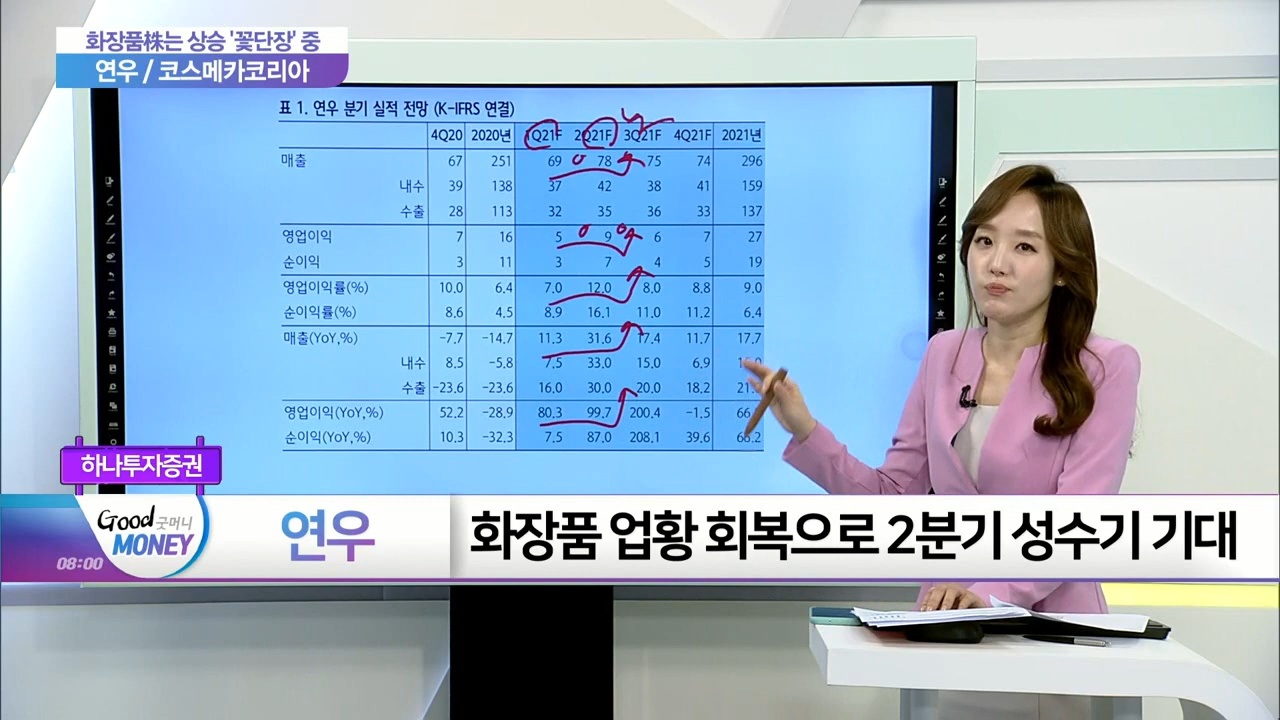 화장품株는 상승 '꽃단장' 중
연우 / 코스메카코리아
표 1. 연우 분기 실적 전망 (K-IFRS 연결)
4Q20 2020년 1Q21F 2Q21F 3Q21F 4Q21F 2021년
매출 67 251 69 78 75 74 296
내수 39 138 37 42 38 41 159
수출 28 113 32 35 36 33 137
영업이익 7 16 5 9 6 7 27
순이익 3 11 3 7 4 5 19
영업이익률(%) 10.0 6.4 7.0 12.0 8.0 8.8 9.0
순이익률(%) 8.6 4.5 8.9 16.1 11.0 11.2 6.4
매출(YoY,%) -7.7 -14.7 11.3 31.6 17.4 11.7 17.7
내수 8.5 -5.8 7.5 33.0 15.0 6.9
수출 -23.6 -23.6 16.0 30.0 20.0 18.2
영업이익(YoY,%) 52.2 -28.9 80.3 99.7 200.4 -1.5
순이익(YoY,%) 10.3 -32.3 7.5 87.0 208.1 39.6
하나투자증권
Good 굿머니
MONEY
08:00
연우
화장품 업황 회복으로 2분기 성수기 기대